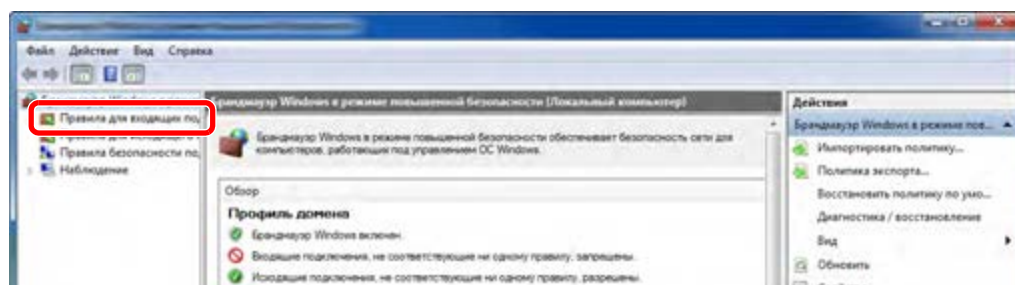 Файл Действие Вид Справка
Правила для входящих под
Правила безопасности по
Наблюдение
Брандмауэр Windows в режиме повышенной безопасности (Локальный компьютер)
Брандмауэр Windows в режиме повышенной безопасности обеспечивает безопасность сети для
компьютеров, работающих под управлением ОС Windows.
Обзор
Профиль домена
Брандмауэр Windows включен.
Входящие подключения, не соответствующие ни одному правилу, запрещены.
Исходящие подключения, не соответствующие ни одному правилу, разрешены.
Действия
Брандмауэр Windows в режиме пов...
Импортировать политику...
Политика экспорта...
Восстановить политику по умо...
Диагностика / восстановление
Вид
Обновить